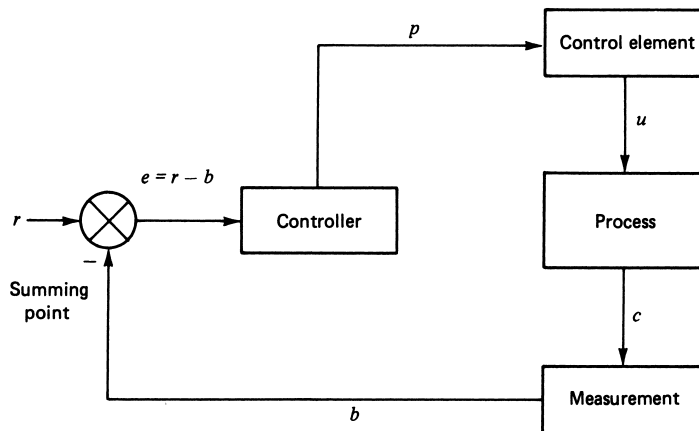 p
Control element
u
e = r – b
r
Controller
Process
–
Summing
point
c
Measurement
b